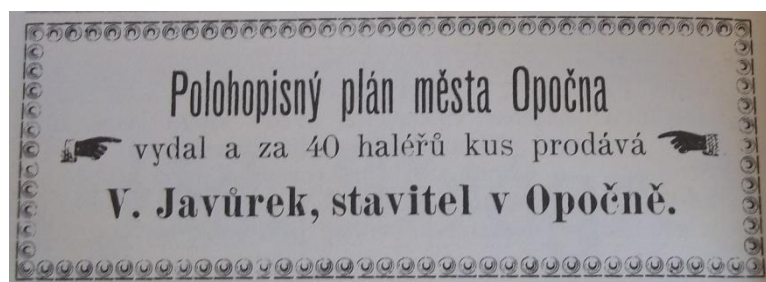 Polohopisný plán města Opočna
vydal a za 40 haléřů kus prodává
V. Javůrek, stavitel v Opočně.